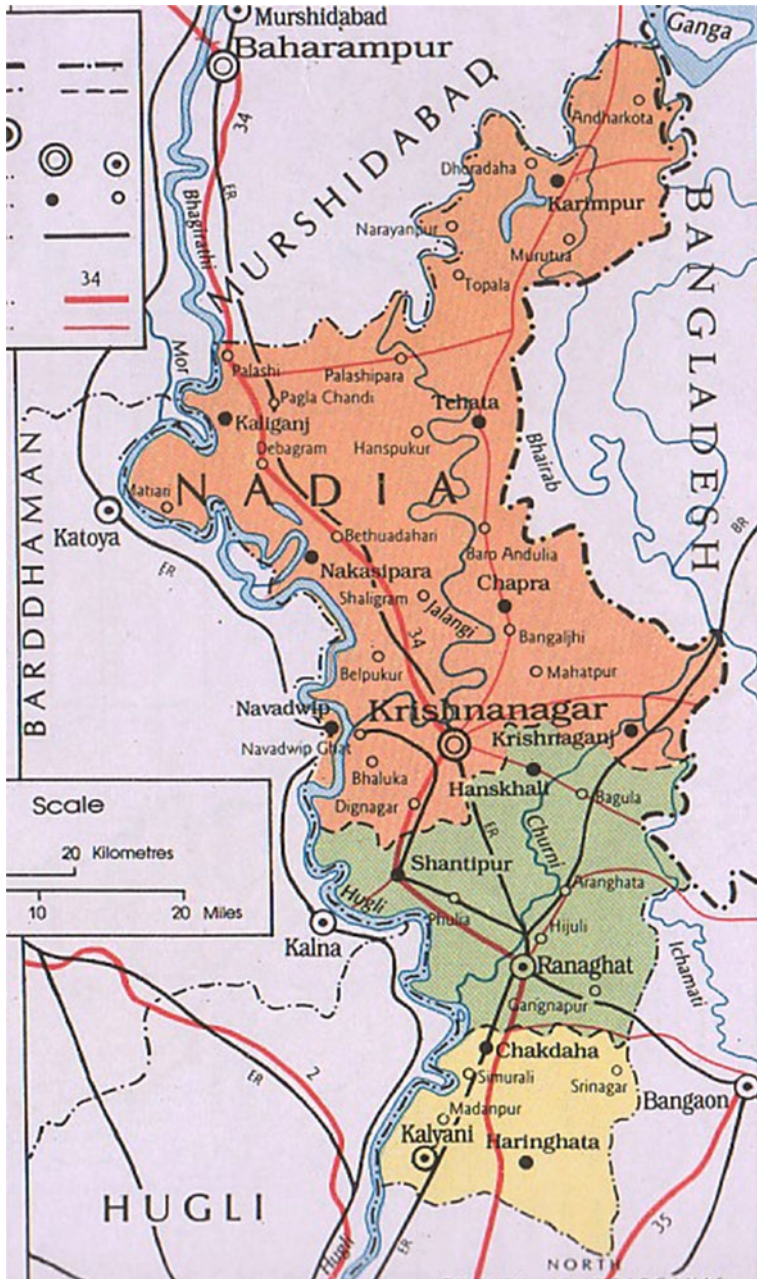 Murshidabad
Ganga
Baharampur
34
ER
Bhagirathi
MURSHIDABAD
Andharkota
Dhoradaha
Karimpur
BANGLADESH
Narayanpur
Murutua
Topala
34
Mor
Palashi
Palashipara
Pagla Chandi
Kaliganj
Tehata
Debagram
Hanspukur
Bhairab
BARDDHAMAN
NADIA
Matiari
Katoya
Bethuadahari
Baro Andulia
BR
ER
Nakasipara
Chapra
Shaligram
Jalangi
34
Bangaljhi
Belpukur
Mahatpur
Navadwip
Krishnanagar
Navadwip Ghat
Krishnaganj
Bhaluka
Hanskhali
Bagula
Scale
Dignagar
ER
Churni
20 Kilometres
Shantipur
Hugli
Aranghata
10
20 Miles
Phulia
Kalna
Hijuli
Ichamati
Ranaghat
Gangnapur
Chakdaha
ER
2
Simurali
Srinagar
Bangaon
Madanpur
Kalyani
Haringhata
HUGLI
35
Hugli
ER
NORTH